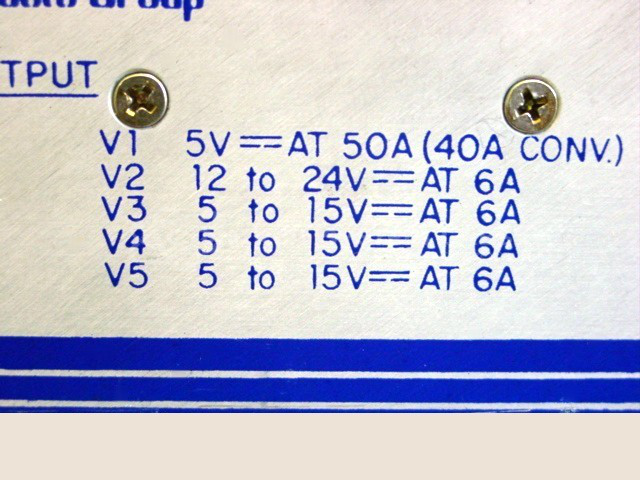 Group
TPUT
V1 5V⎓AT 50A (40A CONV.)
V2 12 to 24V⎓AT 6A
V3 5 to 15V⎓AT 6A
V4 5 to 15V⎓AT 6A
V5 5 to 15V⎓AT 6A